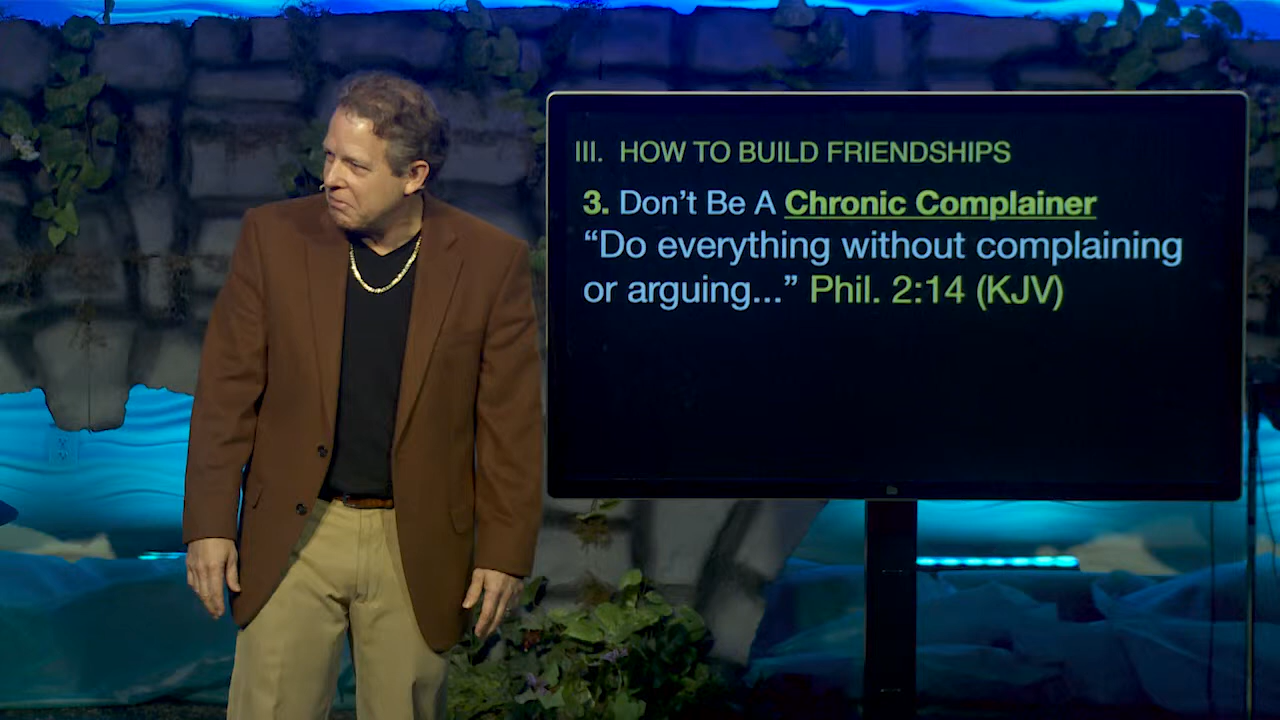 III. HOW TO BUILD FRIENDSHIPS
3. Don’t Be A Chronic Complainer
“Do everything without complaining
or arguing...” Phil. 2:14 (KJV)